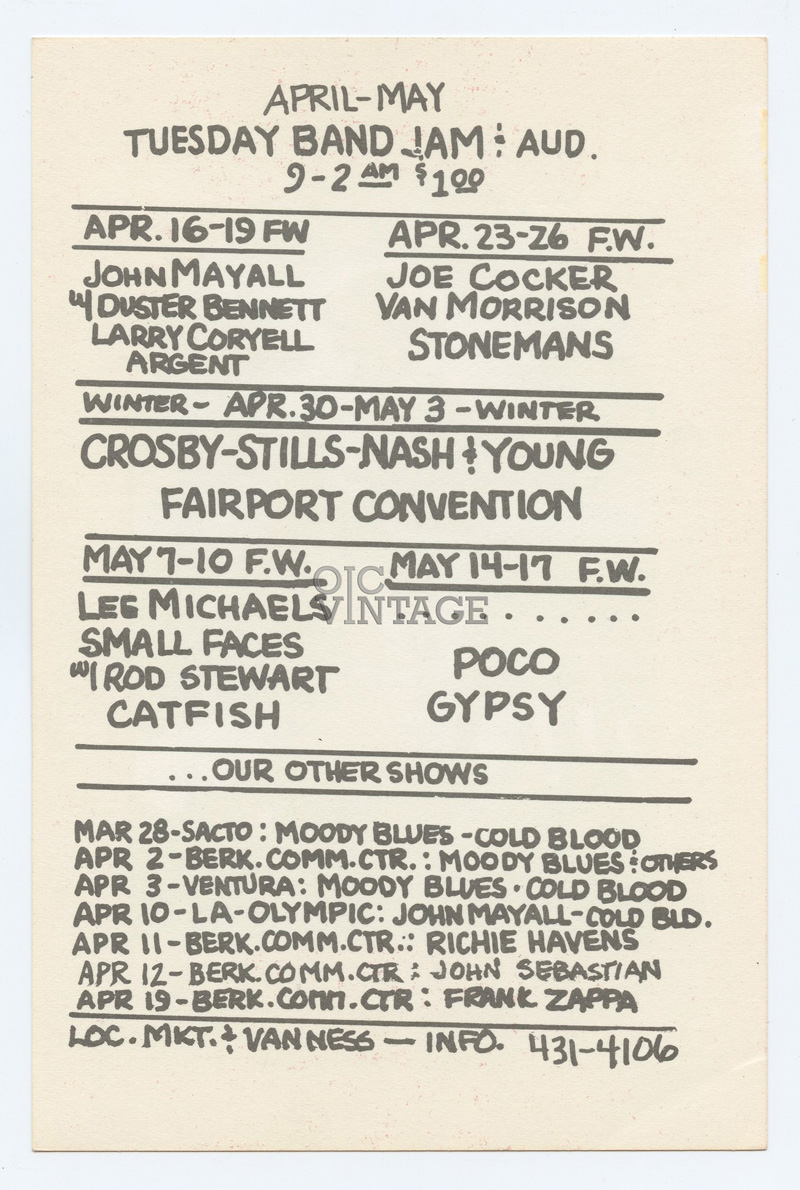 APRIL-MAY
TUESDAY BAND JAM & AUD.
9-2 AM $1.00
APR. 16-19 FW
JOHN MAYALL
W/ DUSTER BENNETT
LARRY CORYELL
ARGENT
APR. 23-26 F.W.
JOE COCKER
VAN MORRISON
STONEMANS
WINTER- APR. 30-MAY 3 -WINTER
CROSBY-STILLS-NASH & YOUNG
FAIRPORT CONVENTION
MAY 7-10 F.W.
LEE MICHAELS
SMALL FACES
W/ ROD STEWART
CATFISH
MAY 14-17 F.W.
. . . . . . . . . .
POCO
GYPSY
OJC
VINTAGE
...OUR OTHER SHOWS
MAR 28-SACTO: MOODY BLUES -COLD BLOOD
APR 2-BERK.COMM.CTR.: MOODY BLUES & OTHERS
APR 3-VENTURA: MOODY BLUES · COLD BLOOD
APR 10-LA-OLYMPIC: JOHN MAYALL-COLD BLD.
APR 11-BERK.COMM.CTR.: RICHIE HAVENS
APR 12-BERK.COMM.CTR: JOHN SEBASTIAN
APR 19-BERK.COMM.CTR: FRANK ZAPPA
LOC. MKT. & VAN NESS — INFO. 431-4106